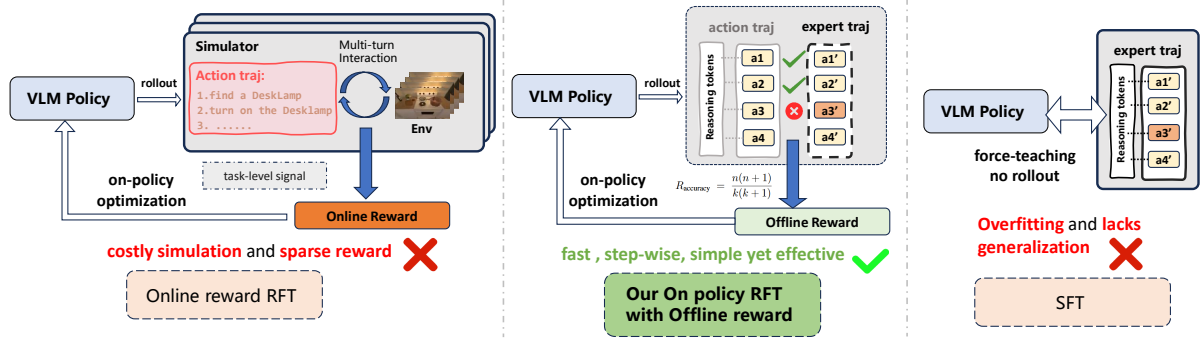 Simulator
Multi-turn
Interaction
Action traj:
1.find a DeskLamp
2.turn on the Desklamp
3. ......
Env
VLM Policy
rollout
task-level signal
on-policy
optimization
Online Reward
costly simulation and sparse reward
Online reward RFT
action traj
expert traj
Reasoning tokens
a1
a1'
a2
a2'
a3
a3'
a4
a4'
VLM Policy
rollout
on-policy
optimization
R_accuracy = n(n+1) / k(k+1)
Offline Reward
fast , step-wise, simple yet effective
Our On policy RFT
with Offline reward
expert traj
Reasoning tokens
a1'
a2'
a3'
a4'
VLM Policy
force-teaching
no rollout
Overfitting and lacks
generalization
SFT